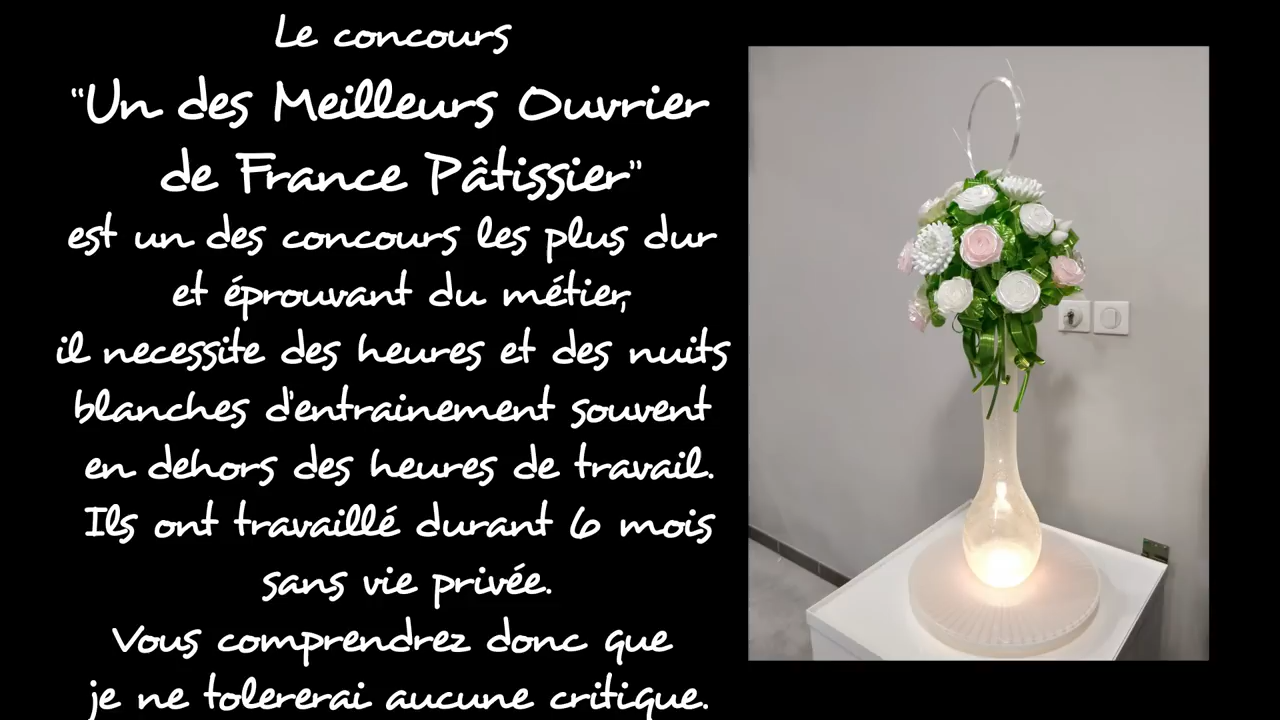 Le concours
"Un des Meilleurs Ouvrier
de France Pâtissier"
est un des concours les plus dur
et éprouvant du métier,
il necessite des heures et des nuits
blanches d'entrainement souvent
en dehors des heures de travail.
Ils ont travaillé durant 6 mois
sans vie privée.
Vous comprendrez donc que
je ne tolererai aucune critique.